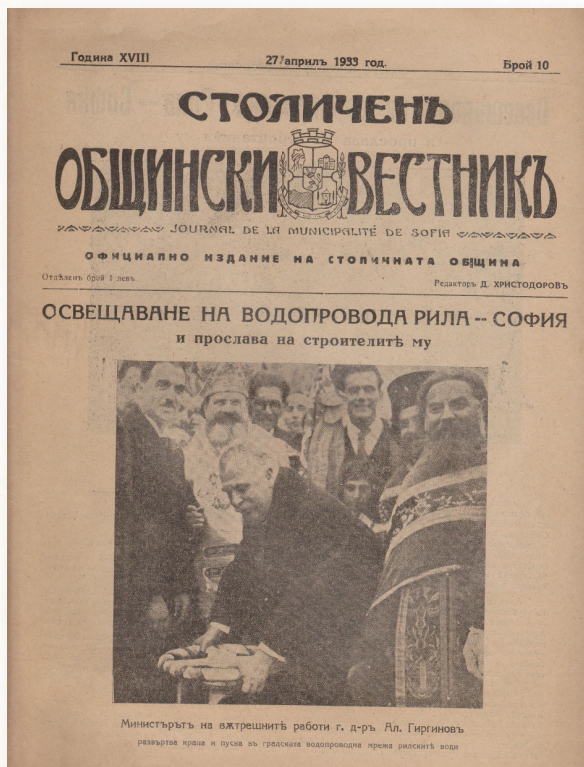 Година XVIII
27 априлъ 1933 год.
Брой 10
СТОЛИЧЕНЪ
ОБЩИНСКИ ВЕСТНИКЪ
JOURNAL DE LA MUNICIPALITÉ DE SOFIA
ОФИЦИАЛНО ИЗДАНИЕ НА СТОЛИЧНАТА ОБЩИНА
Отдѣленъ брой 1 левъ
Редакторъ Д. ХРИСТОДОРОВЪ
ОСВЕЩАВАНЕ НА ВОДОПРОВОДА РИЛА -- СОФИЯ
и прослава на строителитѣ му
Министърътъ на вѫтрешнитѣ работи г. д-ръ Ал. Гиргиновъ
развъртва крана и пуска въ градската водопроводна мрежа рилскитѣ води